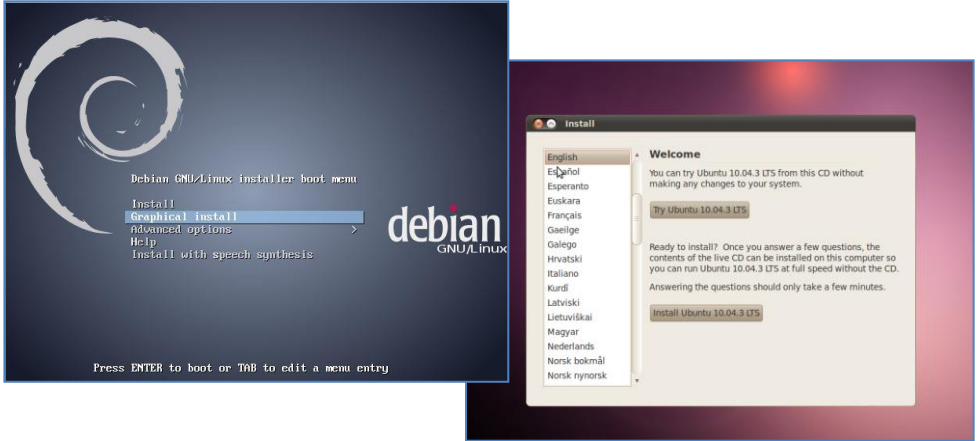 Debian GNU/Linux installer boot menu
Install
Graphical install
Advanced options >
Help
Install with speech synthesis
debian
GNU/Linux
Press ENTER to boot or TAB to edit a menu entry
Install
English
Español
Esperanto
Euskara
Français
Gaeilge
Galego
Hrvatski
Italiano
Kurdî
Latviski
Lietuviškai
Magyar
Nederlands
Norsk bokmål
Norsk nynorsk
Welcome
You can try Ubuntu 10.04.3 LTS from this CD without
making any changes to your system.
Try Ubuntu 10.04.3 LTS
Ready to install? Once you answer a few questions, the
contents of the live CD can be installed on this computer so
you can run Ubuntu 10.04.3 LTS at full speed without the CD.
Answering the questions should only take a few minutes.
Install Ubuntu 10.04.3 LTS